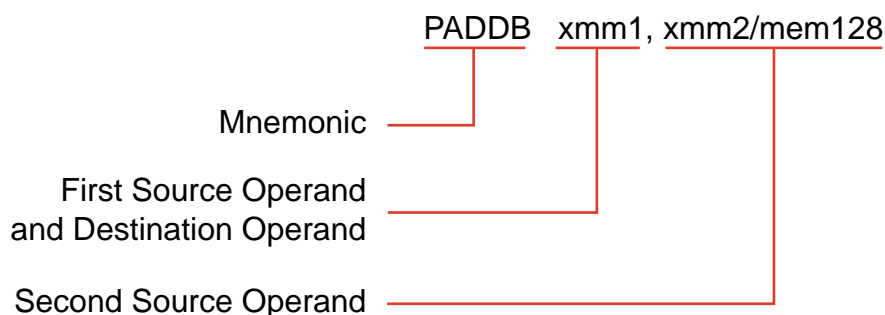 PADDB xmm1, xmm2/mem128
Mnemonic
First Source Operand
and Destination Operand
Second Source Operand